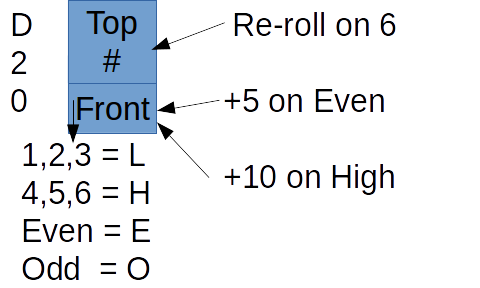 D
2
0
Top
#
Front
Re-roll on 6
+5 on Even
+10 on High
1,2,3 = L
4,5,6 = H
Even = E
Odd = O